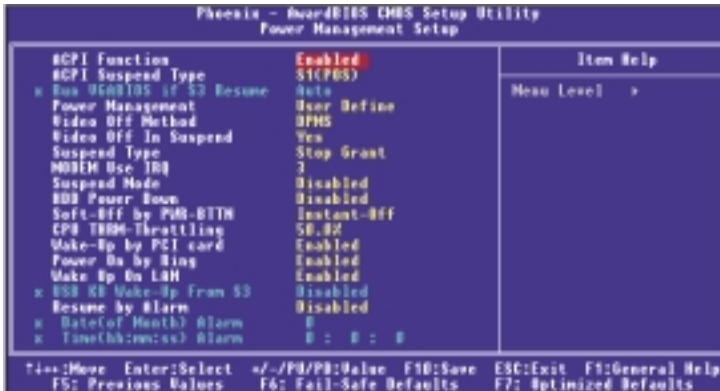 Phoenix - AwardBIOS CMOS Setup Utility
Power Management Setup
ACPI Function Enabled
ACPI Suspend Type S1(POS)
x Run VGABIOS if S3 Resume Auto
Power Management User Define
Video Off Method DPMS
Video Off In Suspend Yes
Suspend Type Stop Grant
MODEM Use IRQ 3
Suspend Mode Disabled
HDD Power Down Disabled
Soft-Off by PWR-BTTN Instant-Off
CPU THRM-Throttling 50.0%
Wake-Up by PCI card Enabled
Power On by Ring Enabled
Wake Up On LAN Enabled
x USB KB Wake-Up From S3 Disabled
Resume by Alarm Disabled
x Date(of Month) Alarm 0
x Time(hh:mm:ss) Alarm 0 : 0 : 0
Item Help
Menu Level >
↑↓→←:Move Enter:Select +/-/PU/PD:Value F10:Save ESC:Exit F1:General Help
F5: Previous Values F6: Fail-Safe Defaults F7: Optimized Defaults